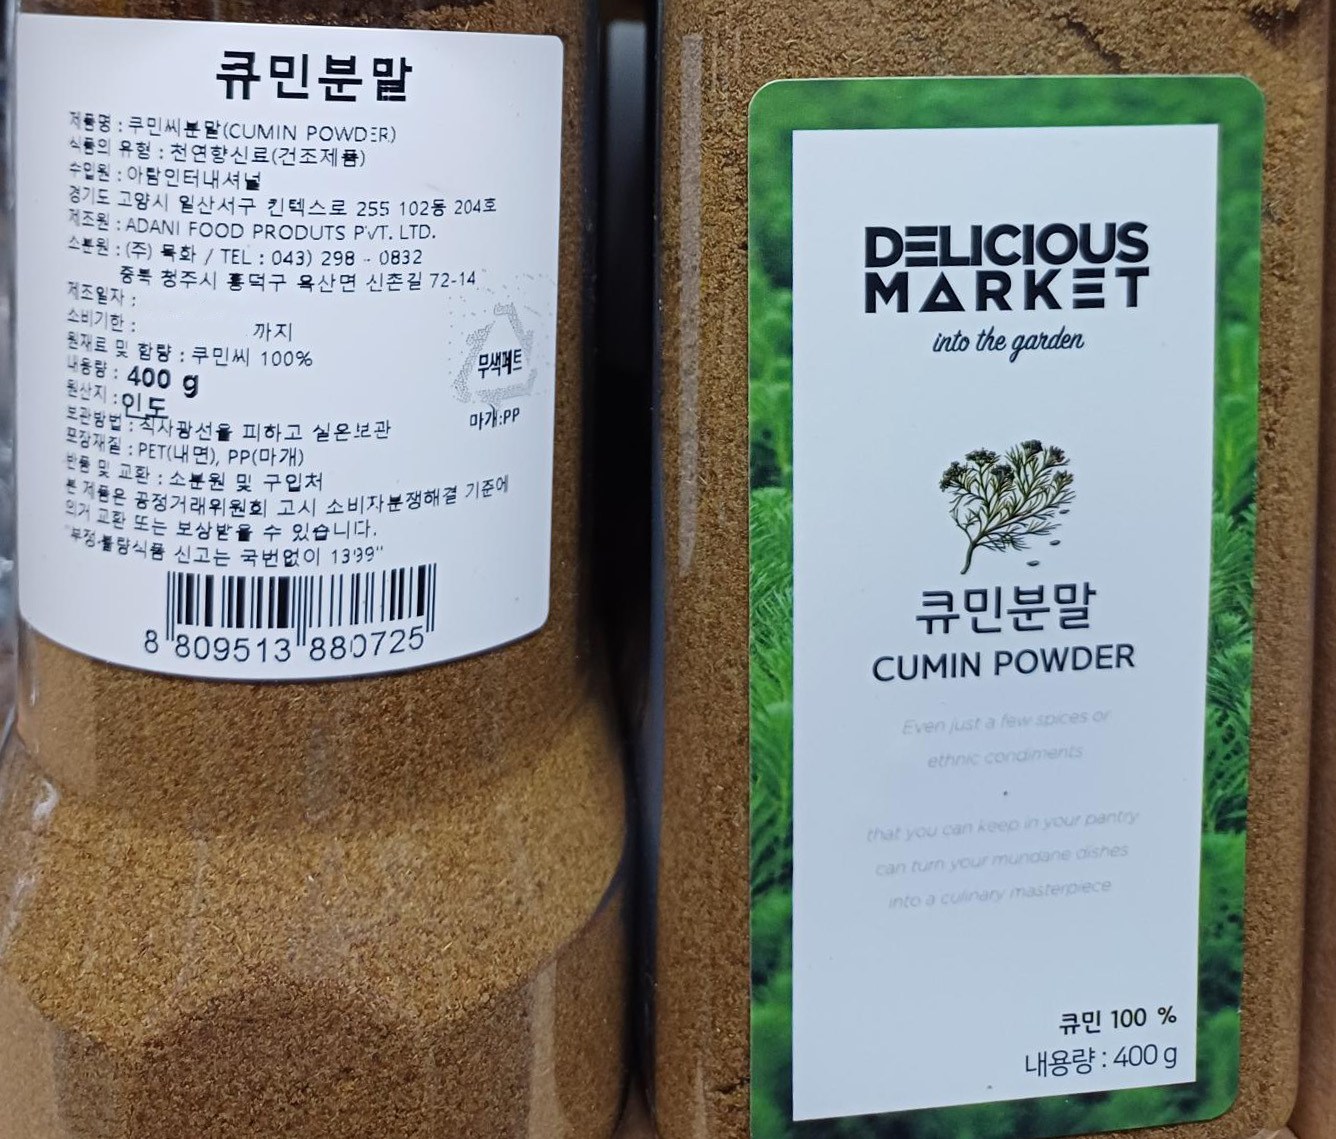 큐민분말
제품명 : 쿠민씨분말(CUMIN POWDER)
식품의 유형 : 천연향신료(건조제품)
수입원 : 아탐인터내셔널
경기도 고양시 일산서구 킨텍스로 255 102동 204호
제조원 : ADANI FOOD PRODUTS PVT. LTD.
소분원 : (주) 목화 / TEL : 043) 298 - 0832
충북 청주시 흥덕구 옥산면 신촌길 72-14
제조일자 :
소비기한 : 까지
원재료 및 함량 : 쿠민씨 100%
내용량 : 400 g
원산지 : 인도
보관방법 : 직사광선을 피하고 실온보관
포장재질 : PET(내면), PP(마개)
반품 및 교환 : 소분원 및 구입처
본 제품은 공정거래위원회 고시 소비자분쟁해결 기준에
의거 교환 또는 보상받을 수 있습니다.
"부정·불량식품 신고는 국번없이 1399"
무색페트
마개:PP
8 809513 880725
DELICIOUS
MARKET
into the garden
큐민분말
CUMIN POWDER
Even just a few spices or
ethnic condiments
that you can keep in your pantry
can turn your mundane dishes
into a culinary masterpiece
큐민 100 %
내용량 : 400 g